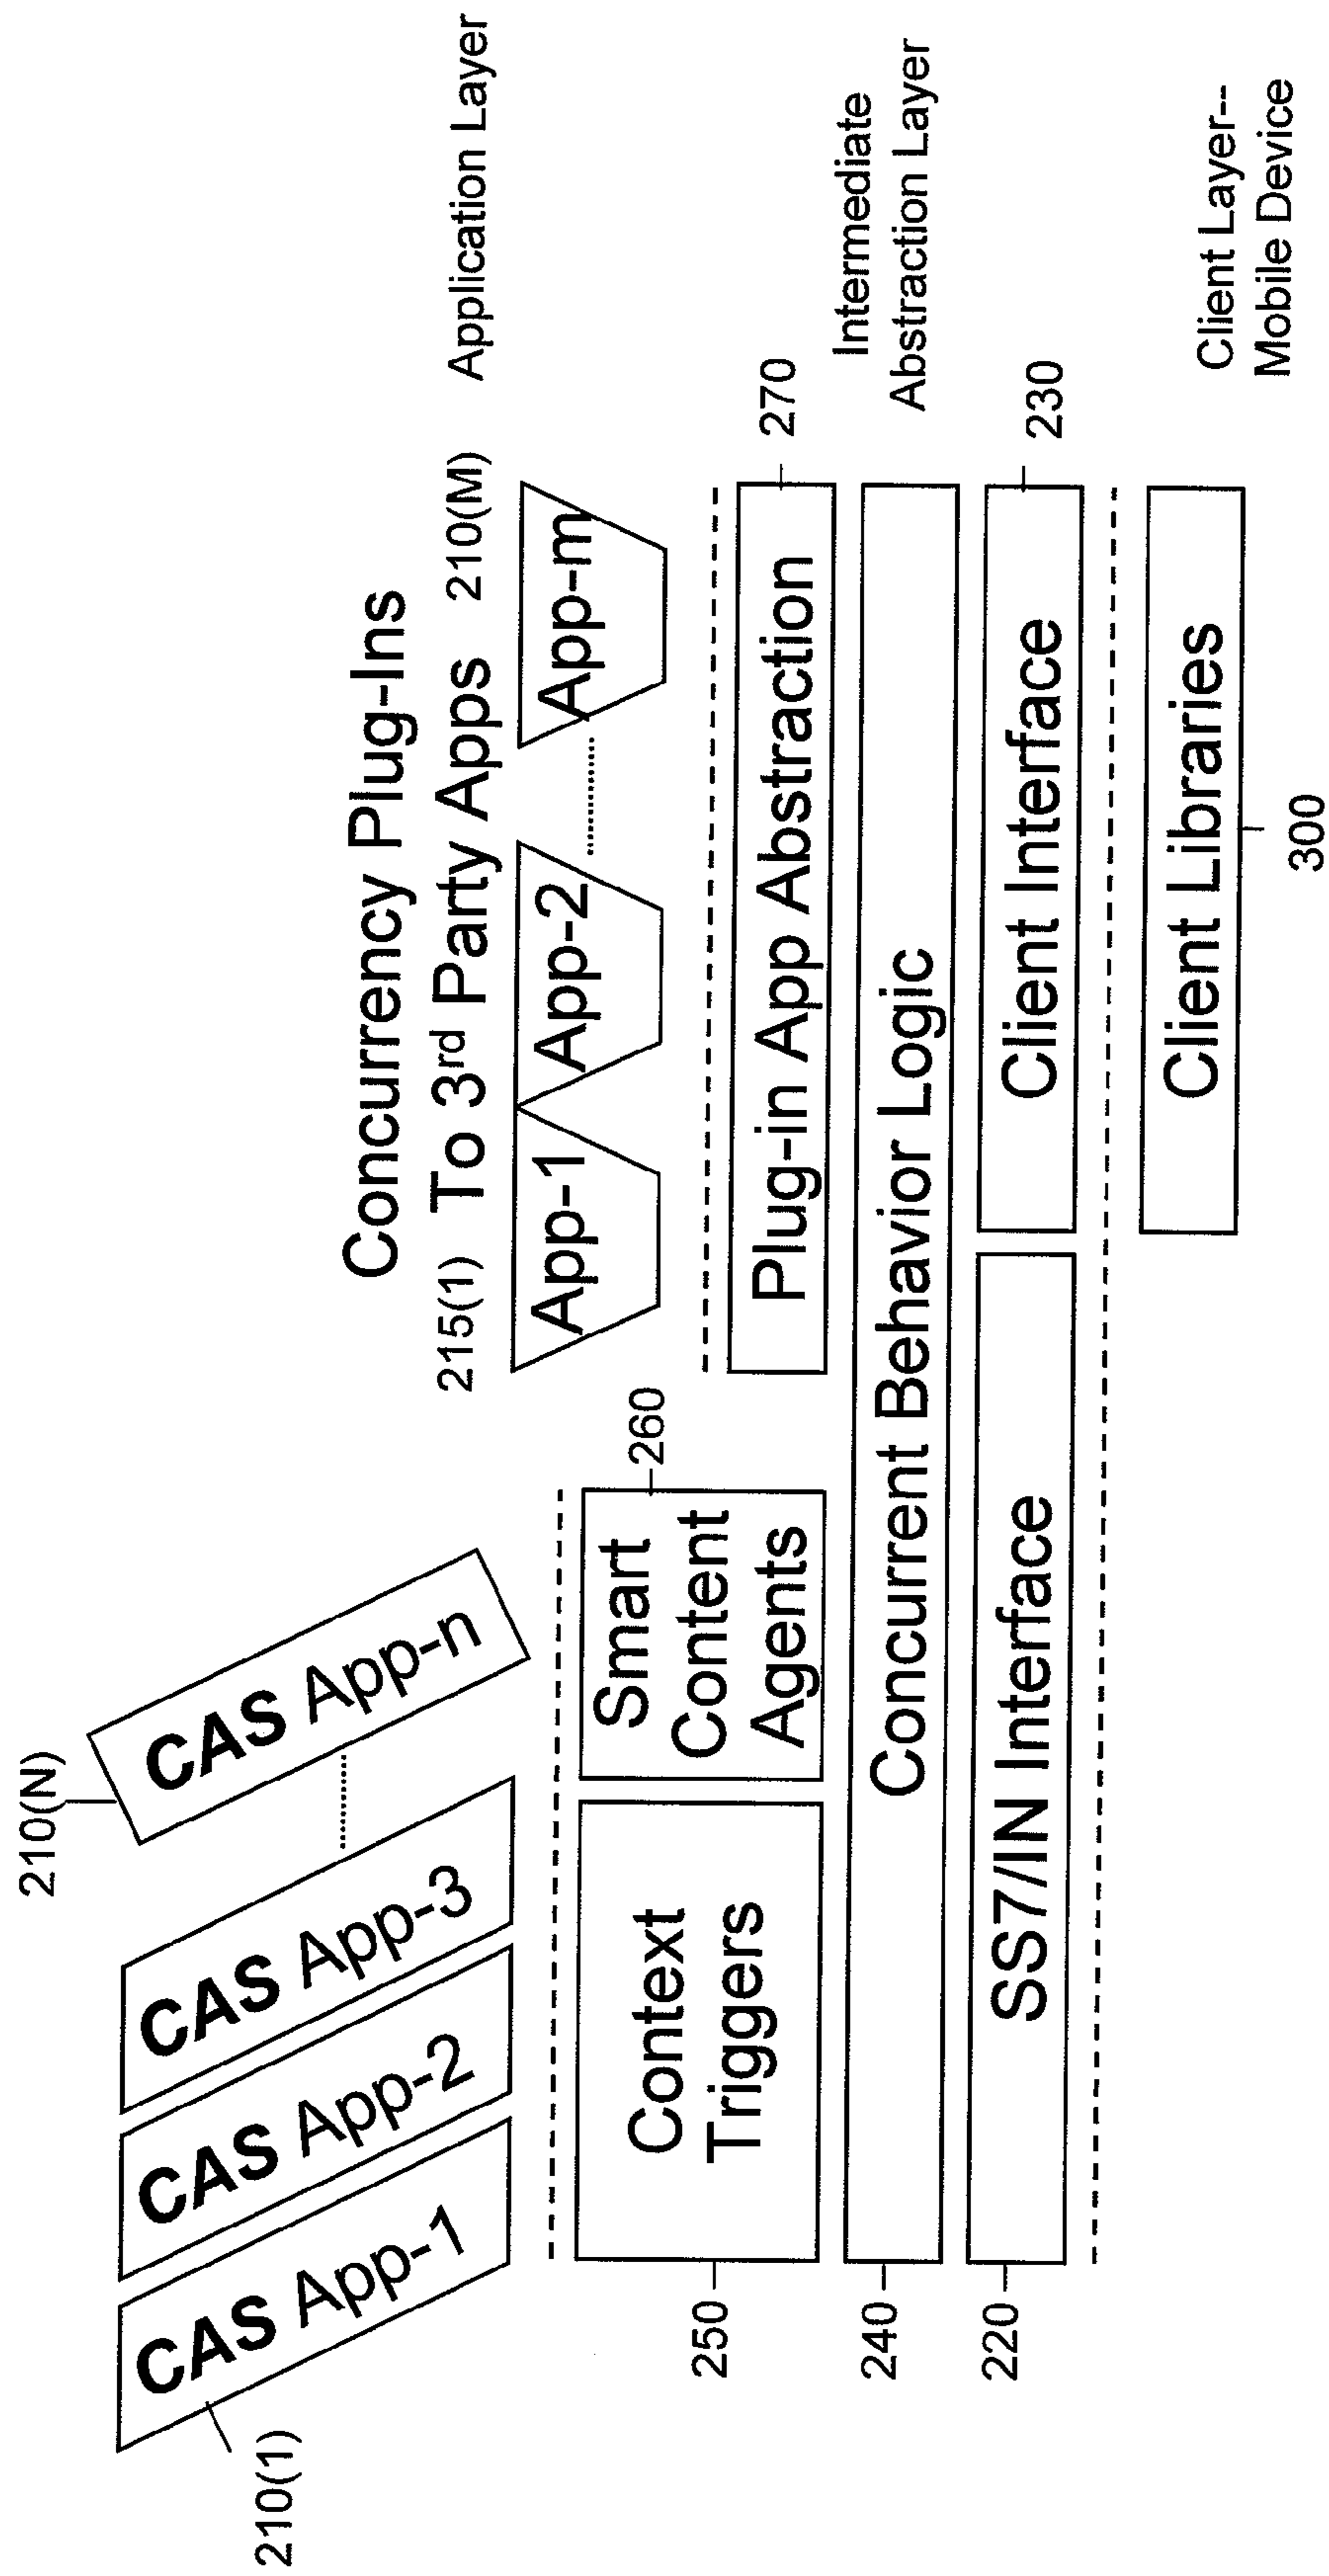 210(N)
CAS App-1
CAS App-2
CAS App-3
CAS App-n
210(1)
Concurrency Plug-Ins
215(1) To 3rd Party Apps 210(M)
Application Layer
App-1
App-2
App-m
260
Smart
Content
Agents
Context
Triggers
250
Plug-in App Abstraction
270
Intermediate
Abstraction Layer
240
Concurrent Behavior Logic
220
SS7/IN Interface
Client Interface
230
Client Libraries
300
Client Layer--
Mobile Device